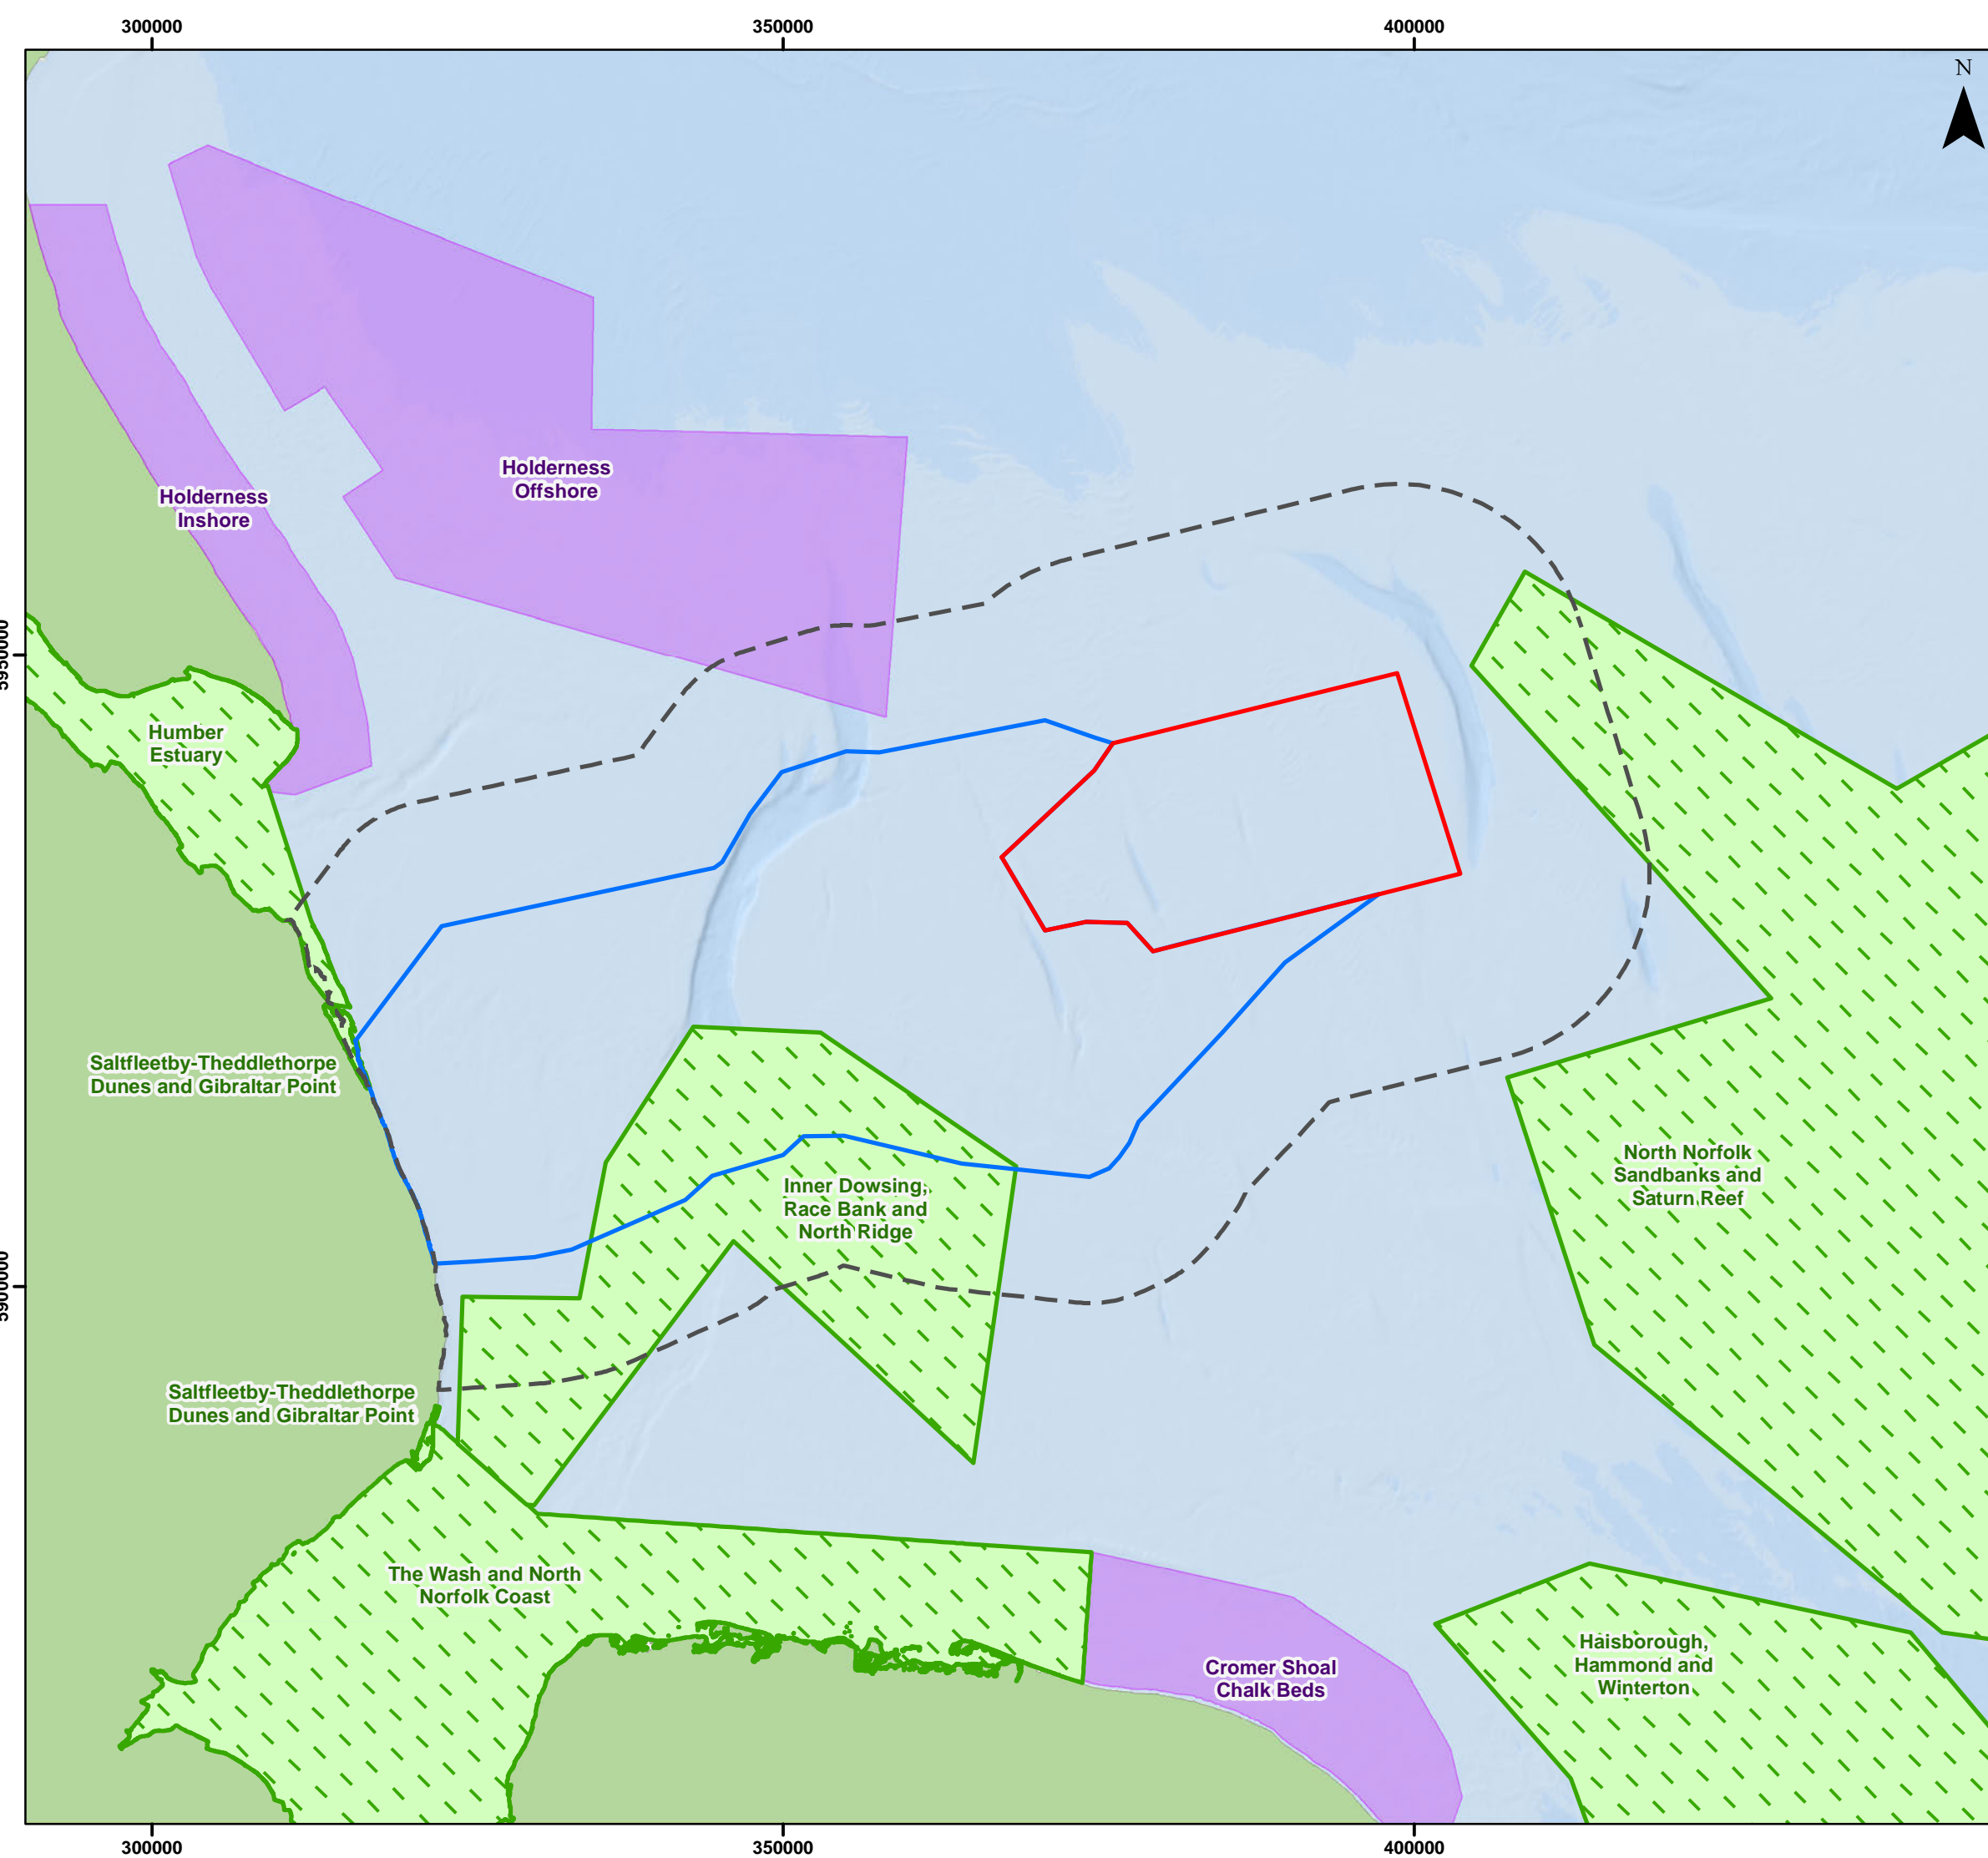 300000
350000
400000
N
Holderness
Offshore
Holderness
Inshore
Humber
Estuary
Saltfleetby-Theddlethorpe
Dunes and Gibraltar Point
North Norfolk
Sandbanks and
Saturn Reef
Inner Dowsing,
Race Bank and
North Ridge
Saltfleetby-Theddlethorpe
Dunes and Gibraltar Point
The Wash and North
Norfolk Coast
Haisborough,
Hammond and
Winterton
Cromer Shoal
Chalk Beds
300000
350000
400000